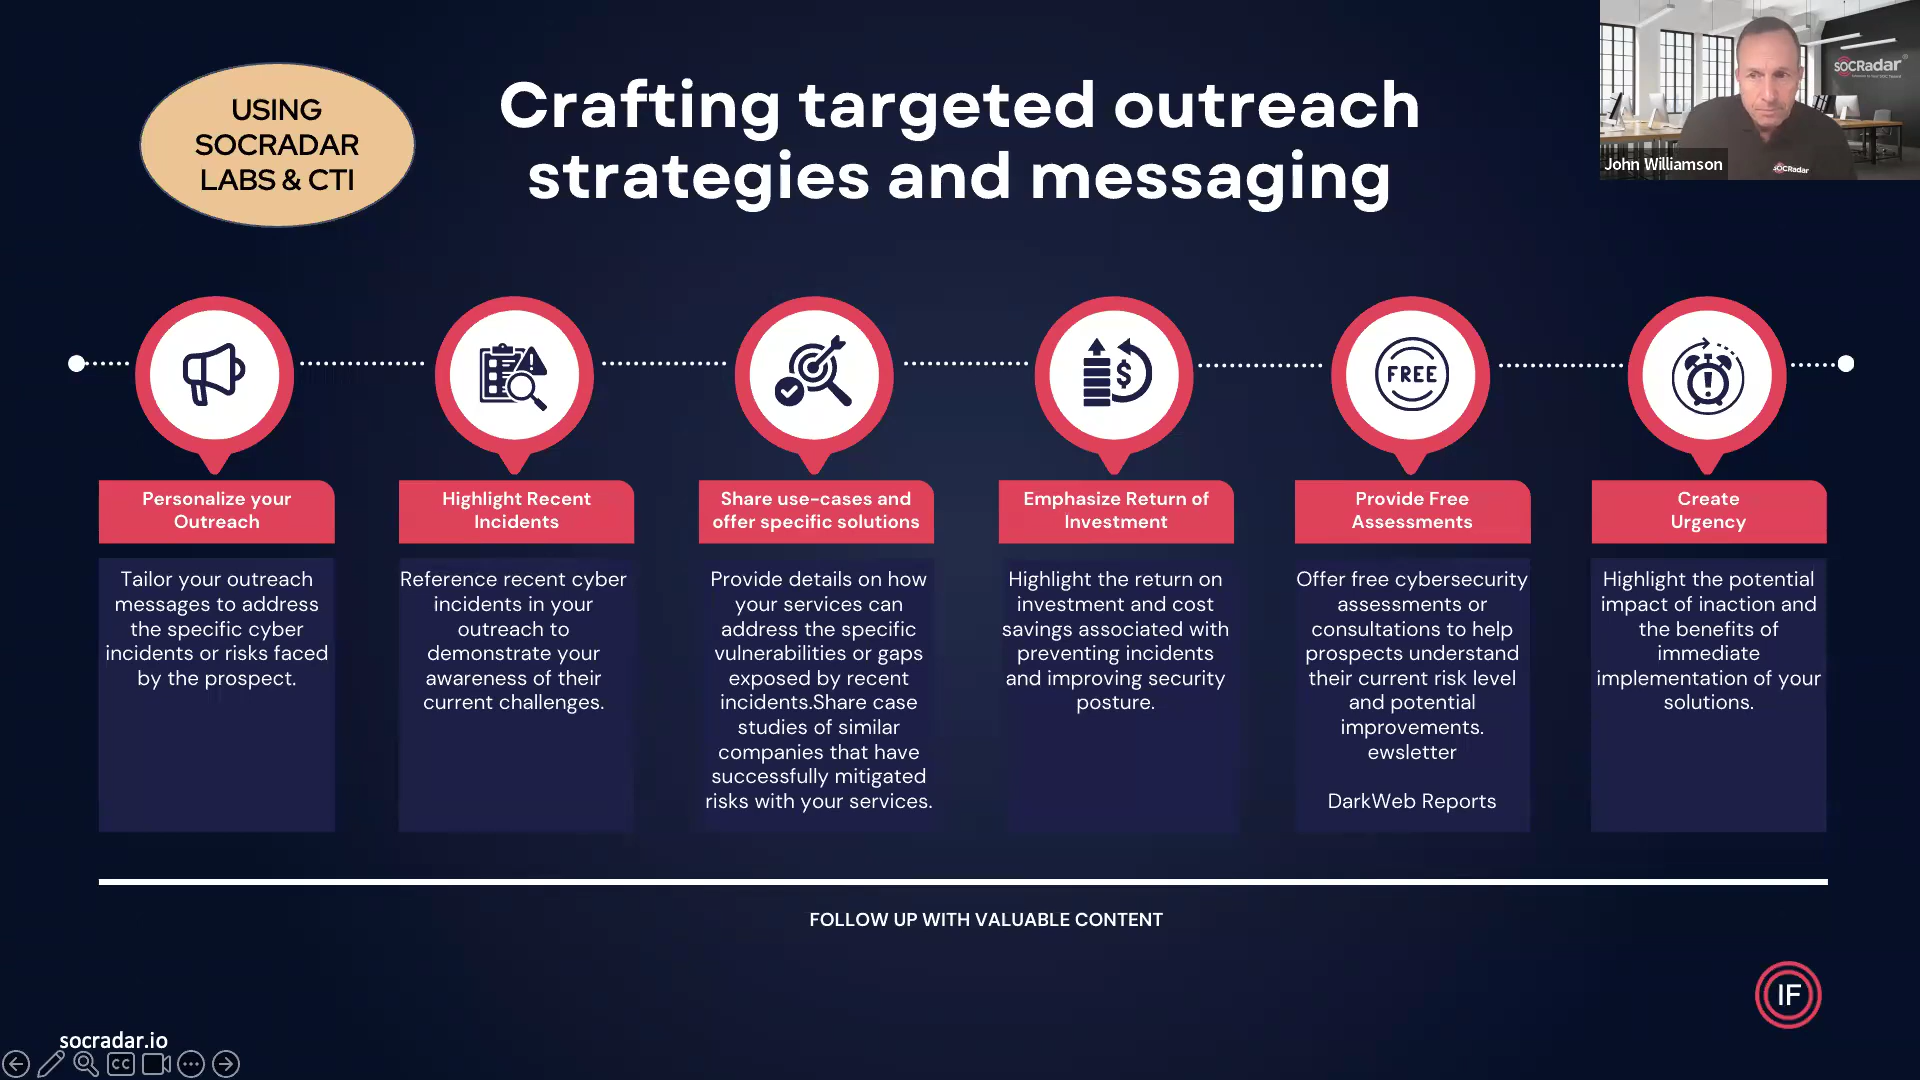 USING
SOCRADAR
LABS & CTI
Crafting targeted outreach
strategies and messaging
SOCRadar
John Williamson
SOCRadar
FREE
Personalize your
Outreach
Tailor your outreach
messages to address
the specific cyber
incidents or risks faced
by the prospect.
Highlight Recent
Incidents
Reference recent cyber
incidents in your
outreach to
demonstrate your
awareness of their
current challenges.
Share use-cases and
offer specific solutions
Provide details on how
your services can
address the specific
vulnerabilities or gaps
exposed by recent
incidents.Share case
studies of similar
companies that have
successfully mitigated
risks with your services.
Emphasize Return of
Investment
Highlight the return on
investment and cost
savings associated with
preventing incidents
and improving security
posture.
Provide Free
Assessments
Offer free cybersecurity
assessments or
consultations to help
prospects understand
their current risk level
and potential
improvements.
ewsletter
DarkWeb Reports
Create
Urgency
Highlight the potential
impact of inaction and
the benefits of
immediate
implementation of your
solutions.
FOLLOW UP WITH VALUABLE CONTENT
IF
socradar.io
CC